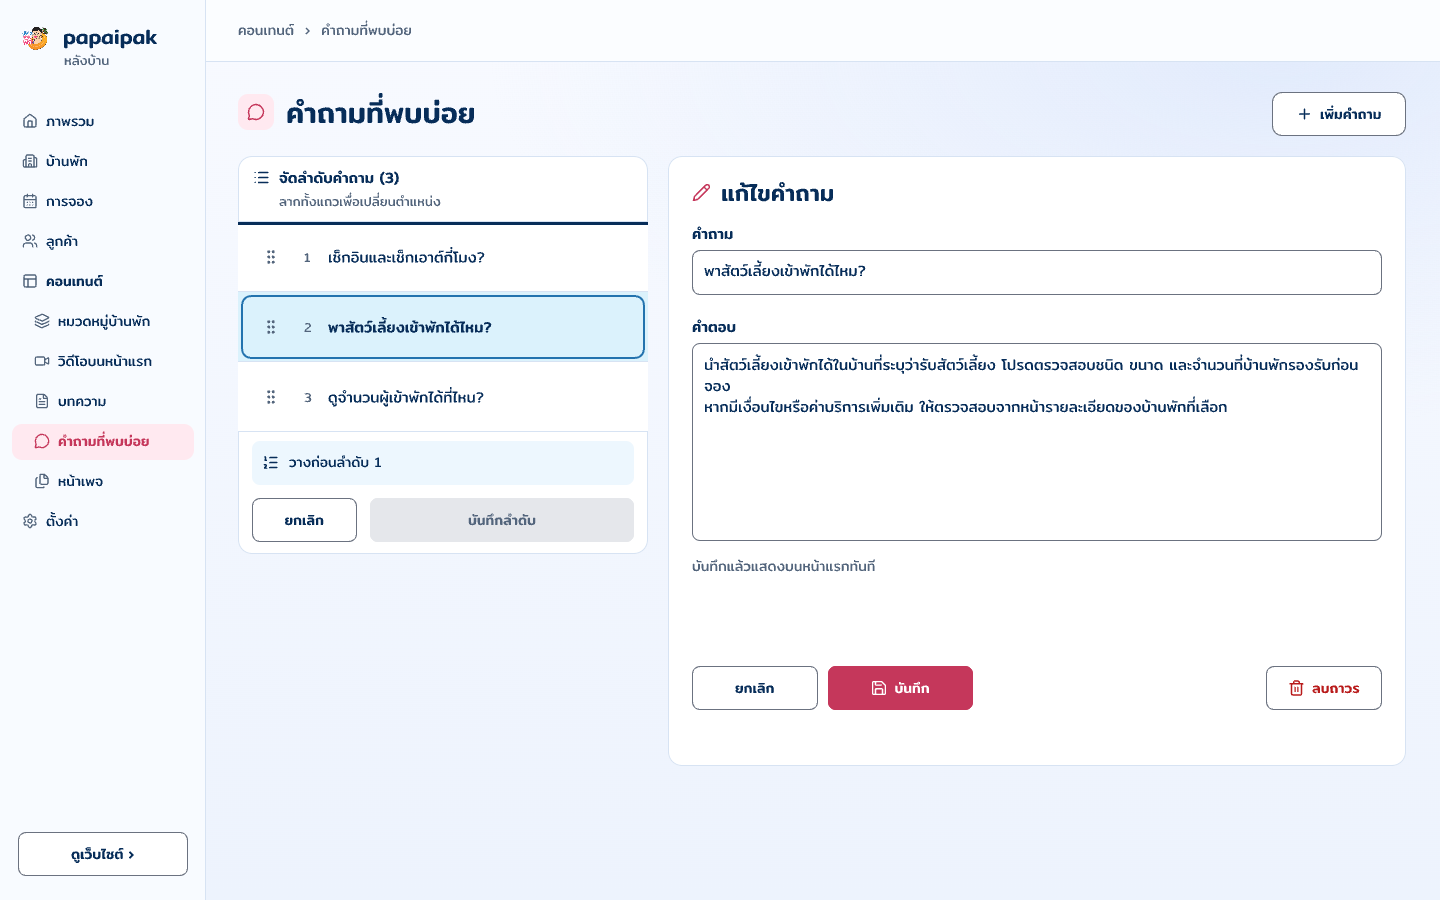 papaipak
หลังบ้าน
ภาพรวม
บ้านพัก
การจอง
ลูกค้า
คอนเทนต์
หมวดหมู่บ้านพัก
วิดีโอบนหน้าแรก
บทความ
คำถามที่พบบ่อย
หน้าเพจ
ตั้งค่า
ดูเว็บไซต์ ›
คอนเทนต์ › คำถามที่พบบ่อย
คำถามที่พบบ่อย
เพิ่มคำถาม
จัดลำดับคำถาม (3)
ลากทั้งแถวเพื่อเปลี่ยนตำแหน่ง
1 เช็กอินและเช็กเอาต์กี่โมง?
2 พาสัตว์เลี้ยงเข้าพักได้ไหม?
3 ดูจำนวนผู้เข้าพักได้ที่ไหน?
วางก่อนลำดับ 1
ยกเลิก
บันทึกลำดับ
แก้ไขคำถาม
คำถาม
พาสัตว์เลี้ยงเข้าพักได้ไหม?
คำตอบ
นำสัตว์เลี้ยงเข้าพักได้ในบ้านที่ระบุว่ารับสัตว์เลี้ยง โปรดตรวจสอบชนิด ขนาด และจำนวนที่บ้านพักรองรับก่อน
จอง
หากมีเงื่อนไขหรือค่าบริการเพิ่มเติม ให้ตรวจสอบจากหน้ารายละเอียดของบ้านพักที่เลือก
บันทึกแล้วแสดงบนหน้าแรกทันที
ยกเลิก
บันทึก
ลบถาวร